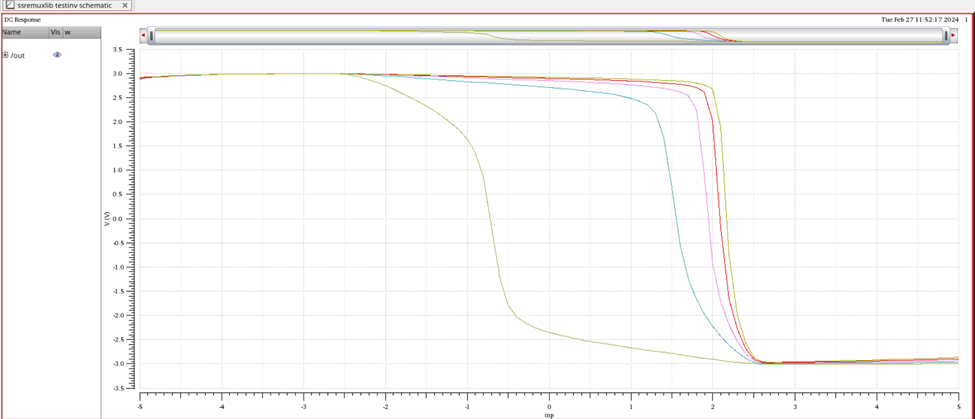 ssremuxlib testinv schematic ×
DC Response Tue Feb 27 11:52:17 2024 1
Name Vis w
/out
3.5
3.0
2.5
2.0
1.5
1.0
0.5
0.0
-0.5
-1.0
-1.5
-2.0
-2.5
-3.0
-3.5
V (V)
-5 -4 -3 -2 -1 0 1 2 3 4 5
inp